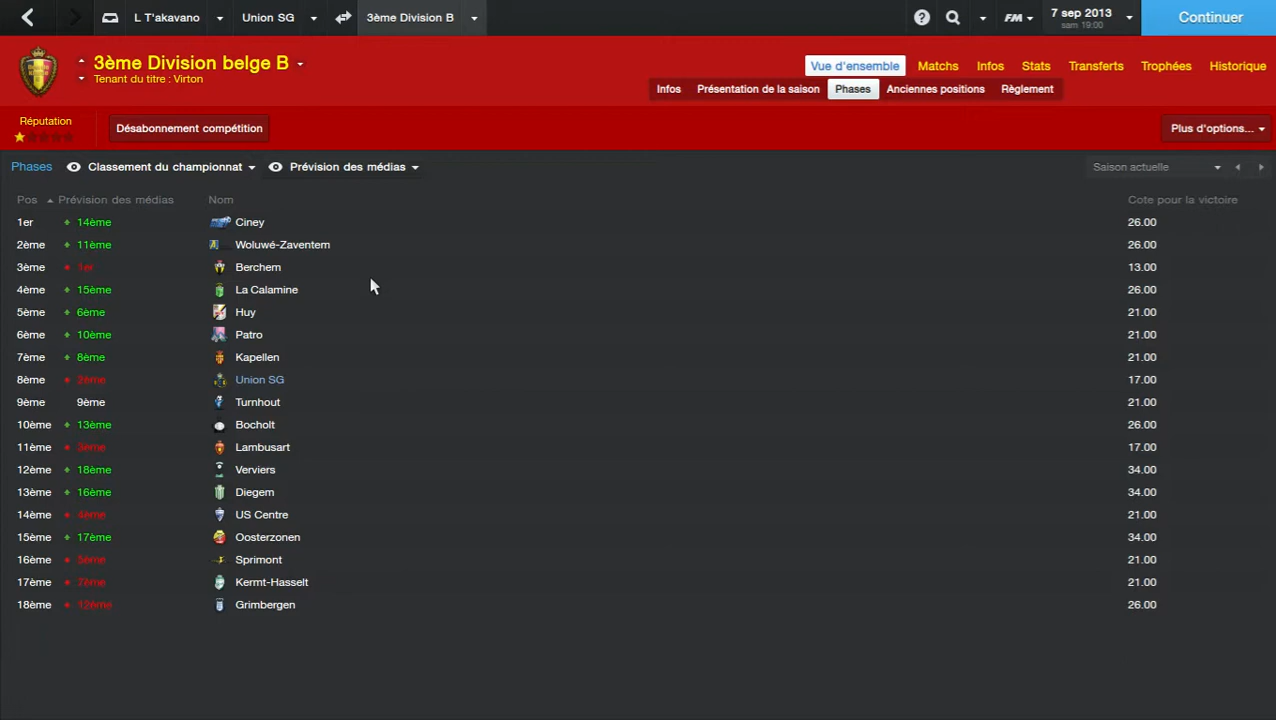 L T'akavano Union SG 3ème Division B FM 7 sep 2013 Continuer
sam 19:00
3ème Division belge B
Tenant du titre : Virton
Vue d'ensemble Matchs Infos Stats Transferts Trophées Historique
Infos Présentation de la saison Phases Anciennes positions Règlement
Réputation
Désabonnement compétition
Plus d'options...
Phases Classement du championnat Prévision des médias Saison actuelle
Pos Prévision des médias Nom Cote pour la victoire
1er 14ème Ciney 26.00
2ème 11ème Woluwé-Zaventem 26.00
3ème 1er Berchem 13.00
4ème 15ème La Calamine 26.00
5ème 6ème Huy 21.00
6ème 10ème Patro 21.00
7ème 8ème Kapellen 21.00
8ème 2ème Union SG 17.00
9ème 9ème Turnhout 21.00
10ème 13ème Bocholt 26.00
11ème 3ème Lambusart 17.00
12ème 18ème Verviers 34.00
13ème 16ème Diegem 34.00
14ème 4ème US Centre 21.00
15ème 17ème Oosterzonen 34.00
16ème 5ème Sprimont 21.00
17ème 7ème Kermt-Hasselt 21.00
18ème 12ème Grimbergen 26.00